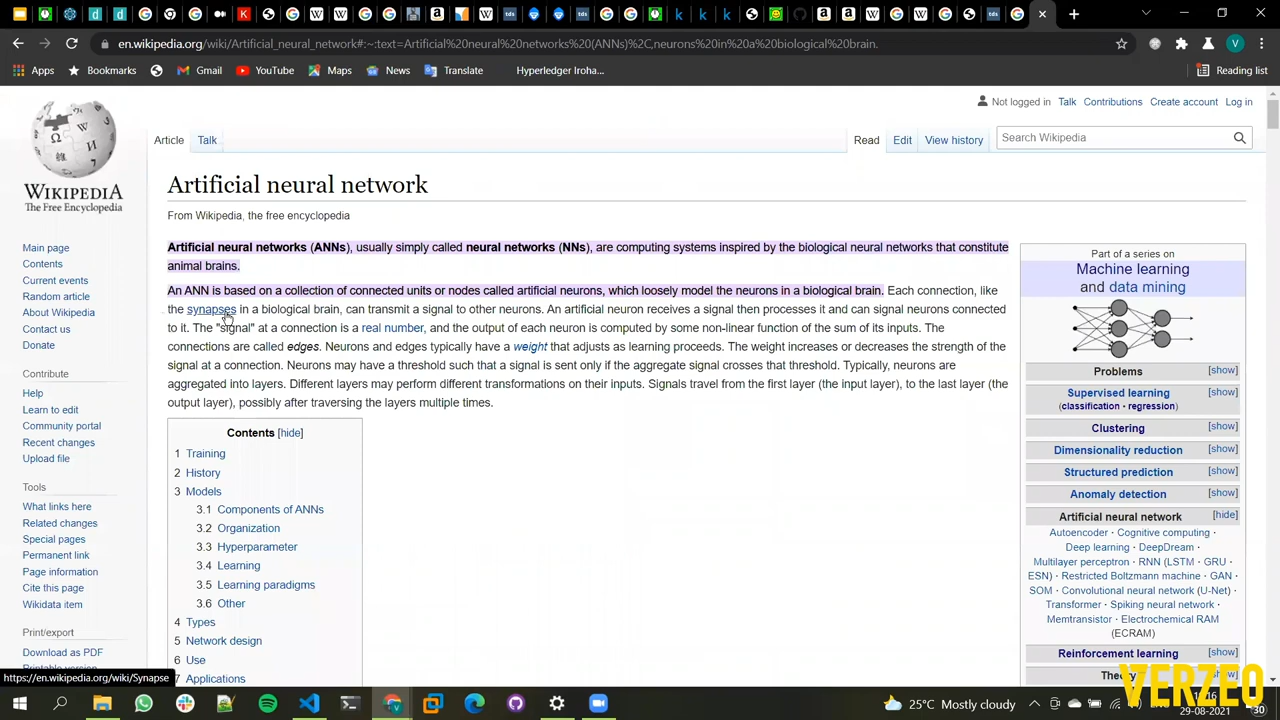 en.wikipedia.org/wiki/Artificial_neural_network#:~:text=Artificial%20neural%20networks%20(ANNs)%2C,neurons%20in%20a%20biological%20brain.
Apps Bookmarks Gmail YouTube Maps News Translate Hyperledger Iroha... Reading list
Not logged in Talk Contributions Create account Log in
Article Talk Read Edit View history Search Wikipedia
WIKIPEDIA
The Free Encyclopedia
Main page
Contents
Current events
Random article
About Wikipedia
Contact us
Donate
Contribute
Help
Learn to edit
Community portal
Recent changes
Upload file
Tools
What links here
Related changes
Special pages
Permanent link
Page information
Cite this page
Wikidata item
Print/export
Download as PDF
Printable version
https://en.wikipedia.org/wiki/Synapse
Artificial neural network
From Wikipedia, the free encyclopedia
Artificial neural networks (ANNs), usually simply called neural networks (NNs), are computing systems inspired by the biological neural networks that constitute
animal brains.
An ANN is based on a collection of connected units or nodes called artificial neurons, which loosely model the neurons in a biological brain. Each connection, like
the synapses in a biological brain, can transmit a signal to other neurons. An artificial neuron receives a signal then processes it and can signal neurons connected
to it. The "signal" at a connection is a real number, and the output of each neuron is computed by some non-linear function of the sum of its inputs. The
connections are called edges. Neurons and edges typically have a weight that adjusts as learning proceeds. The weight increases or decreases the strength of the
signal at a connection. Neurons may have a threshold such that a signal is sent only if the aggregate signal crosses that threshold. Typically, neurons are
aggregated into layers. Different layers may perform different transformations on their inputs. Signals travel from the first layer (the input layer), to the last layer (the
output layer), possibly after traversing the layers multiple times.
Contents [hide]
1 Training
2 History
3 Models
3.1 Components of ANNs
3.2 Organization
3.3 Hyperparameter
3.4 Learning
3.5 Learning paradigms
3.6 Other
4 Types
5 Network design
6 Use
7 Applications
Part of a series on
Machine learning
and data mining
Problems [show]
Supervised learning [show]
(classification • regression)
Clustering [show]
Dimensionality reduction [show]
Structured prediction [show]
Anomaly detection [show]
Artificial neural network [hide]
Autoencoder · Cognitive computing ·
Deep learning · DeepDream ·
Multilayer perceptron · RNN (LSTM · GRU ·
ESN) · Restricted Boltzmann machine · GAN ·
SOM · Convolutional neural network (U-Net) ·
Transformer · Spiking neural network ·
Memtransistor · Electrochemical RAM
(ECRAM)
Reinforcement learning [show]
Theory [show]
VERZEO
25°C Mostly cloudy
29-08-2021
30